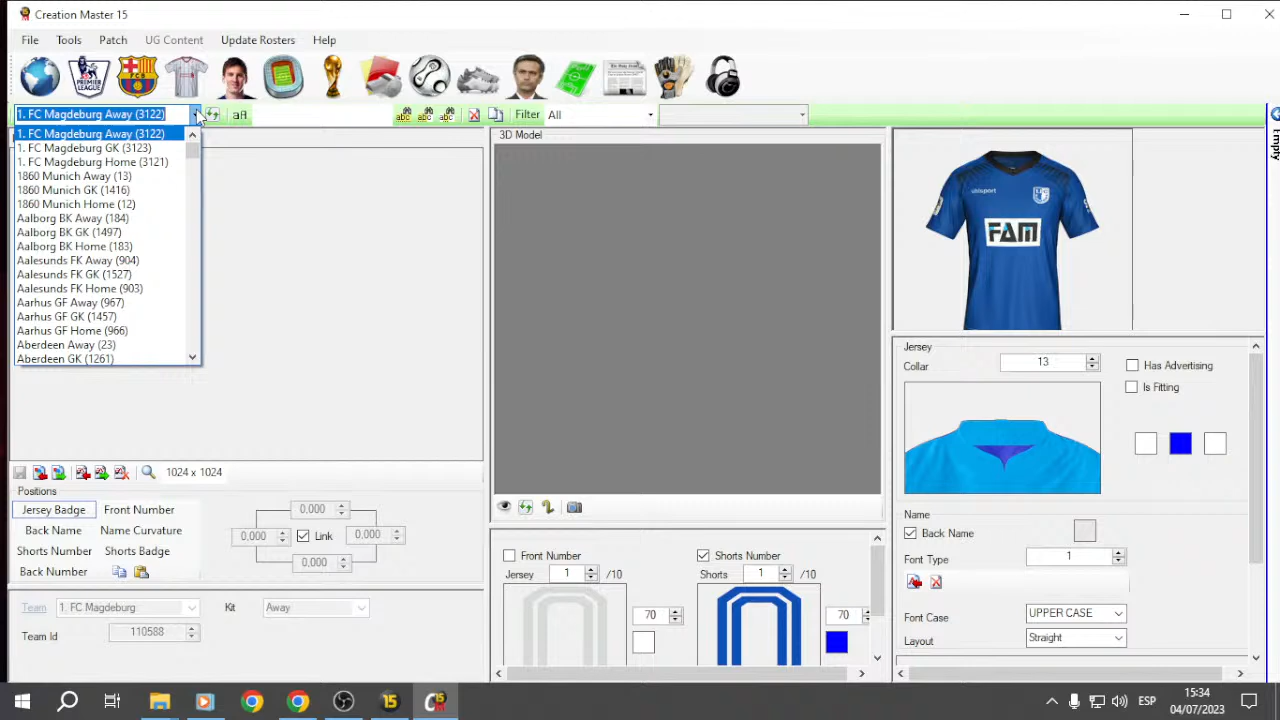 Creation Master 15
File Tools Patch UG Content Update Rosters Help
1. FC Magdeburg Away (3122) aA Filter All
1. FC Magdeburg Away (3122)
1. FC Magdeburg GK (3123)
1. FC Magdeburg Home (3121)
1860 Munich Away (13)
1860 Munich GK (1416)
1860 Munich Home (12)
Aalborg BK Away (184)
Aalborg BK GK (1497)
Aalborg BK Home (183)
Aalesunds FK Away (904)
Aalesunds FK GK (1527)
Aalesunds FK Home (903)
Aarhus GF Away (967)
Aarhus GF GK (1457)
Aarhus GF Home (966)
Aberdeen Away (23)
Aberdeen GK (1261)
1024 x 1024
Positions
Jersey Badge Front Number
Back Name Name Curvature
Shorts Number Shorts Badge
Back Number
0.000
0.000 Link 0.000
0.000
Team 1. FC Magdeburg Kit Away
Team Id 110588
3D Model
Front Number Shorts Number
Jersey 1 /10 Shorts 1 /10
70 70
uhlsport
FAM
Empty
Jersey
Collar 13 Has Advertising
Is Fitting
Name
Back Name
Font Type 1
Font Case UPPER CASE
Layout Straight
15
15
ESP
15:34
04/07/2023